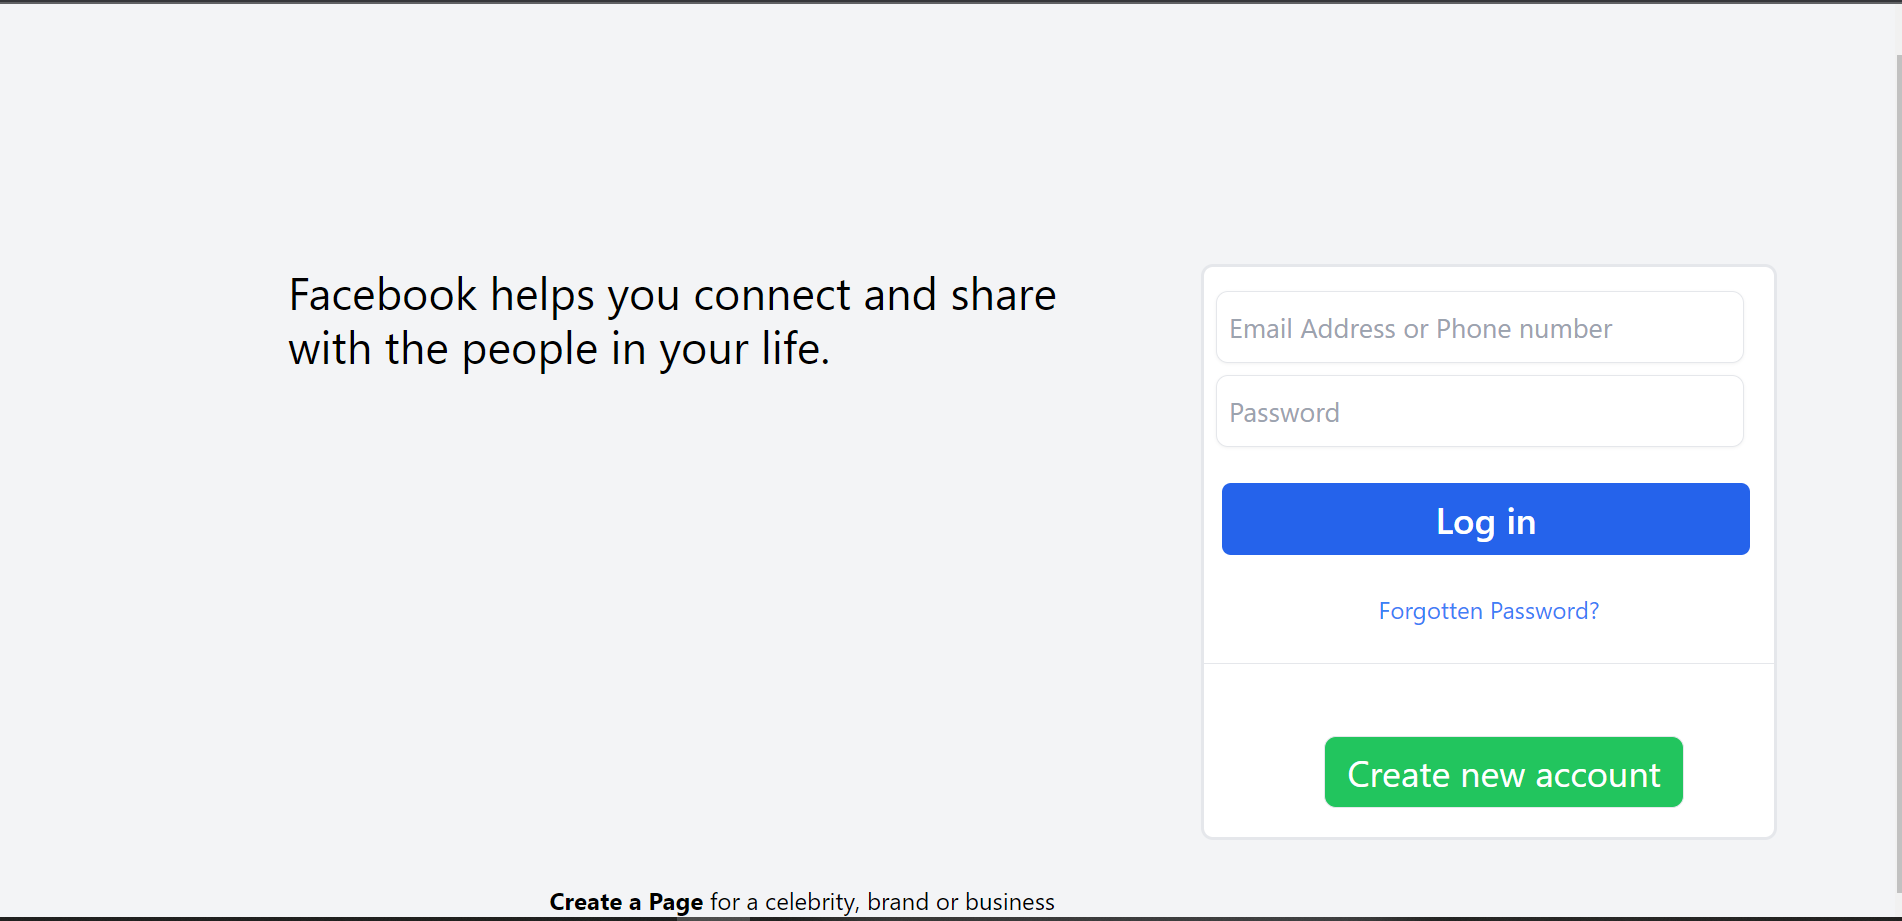 Facebook helps you connect and share
with the people in your life.
Email Address or Phone number
Password
Log in
Forgotten Password?
Create new account
Create a Page for a celebrity, brand or business